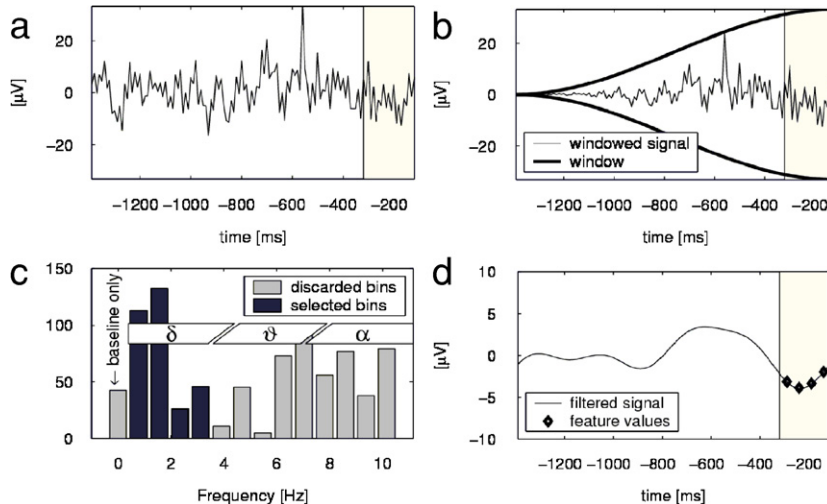 a
20
0
−20
[µV]
−1200 −1000 −800 −600 −400 −200
time [ms]
b
20
0
−20
[µV]
windowed signal
window
−1200 −1000 −800 −600 −400 −200
time [ms]
c
150
100
50
0
← baseline only
discarded bins
selected bins
δ ϑ α
0 2 4 6 8 10
Frequency [Hz]
d
10
5
0
−5
−10
[µV]
filtered signal
feature values
−1200 −1000 −800 −600 −400 −200
time [ms]